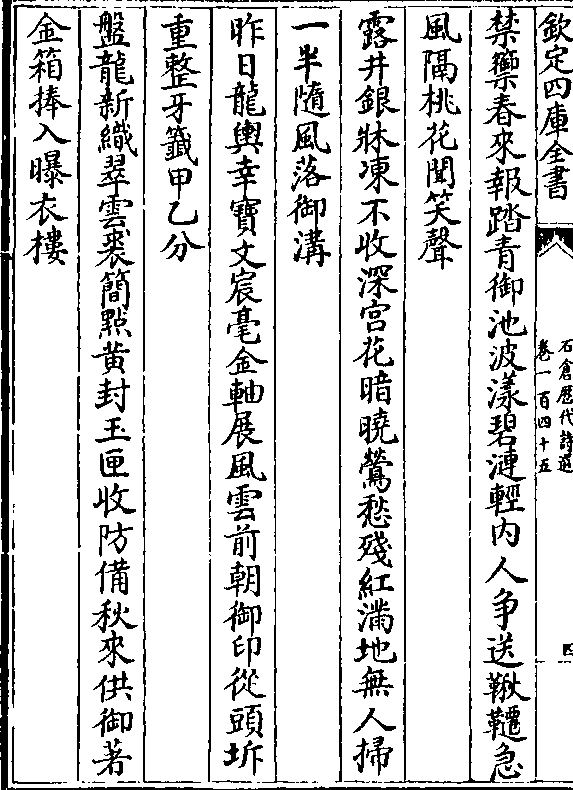 欽定四庫全書
石倉歴代詩選
卷一百四十五
四
禁籞春來報踏青御池波漾碧漣輕内人争送鞦韆急
風隔桃花聞笑聲
露井銀牀凍不收深宫花暗曉鶯愁殘紅滿地無人掃
一半隨風落御溝
昨日龍輿幸寶文宸毫金軸展風雲前朝御印從頭坼
重整牙籤甲乙分
盤龍新織翠雲裘簡㸃黄封玉匣收防備秋來供御著
金箱捧入曝衣樓